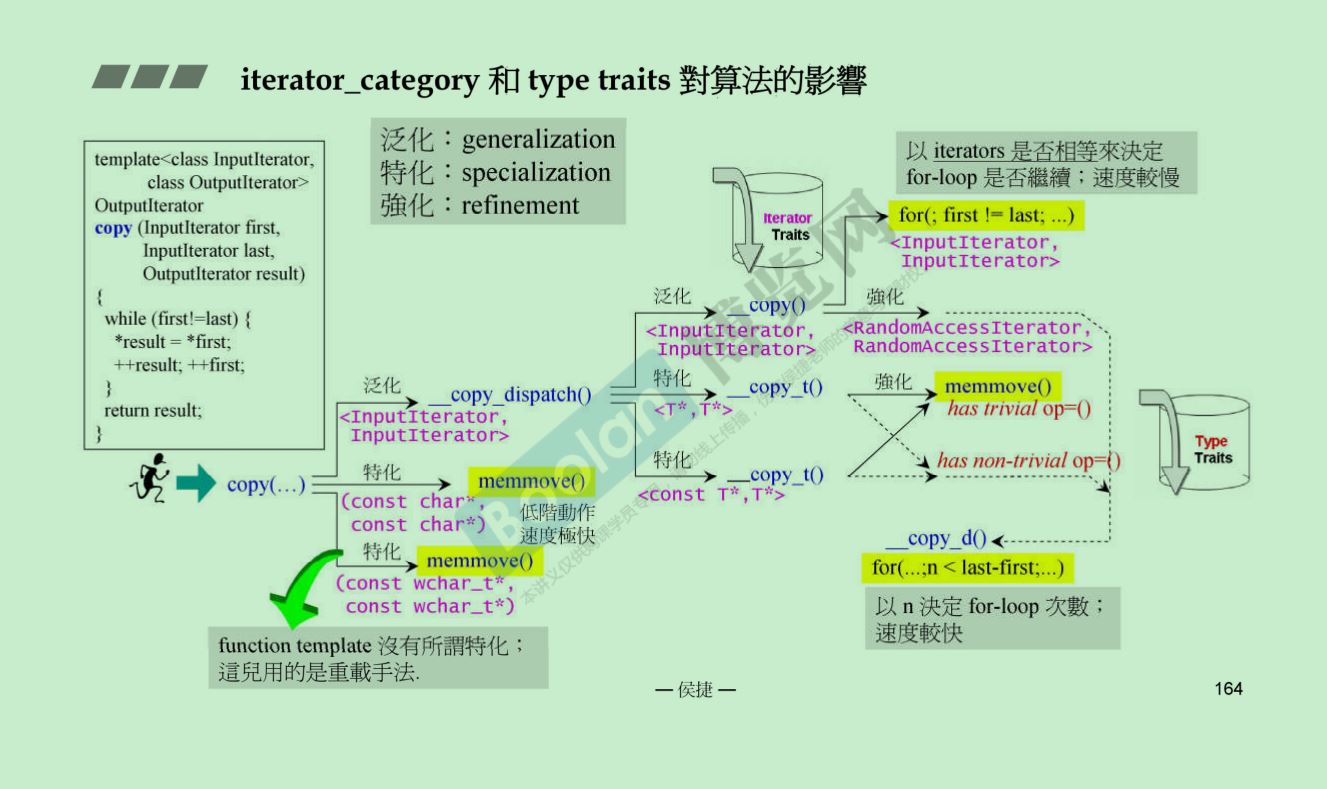 iterator_category 和 type traits 對算法的影響
template<class InputIterator,
class OutputIterator>
OutputIterator
copy (InputIterator first,
InputIterator last,
OutputIterator result)
{
while (first!=last) {
*result = *first;
++result; ++first;
}
return result;
}
泛化：generalization
特化：specialization
強化：refinement
Iterator
Traits
以 iterators 是否相等來決定
for-loop 是否繼續；速度較慢
for(; first != last; ...)
<InputIterator,
InputIterator>
泛化
__copy()
<InputIterator,
InputIterator>
強化
<RandomAccessIterator,
RandomAccessIterator>
泛化
__copy_dispatch()
<InputIterator,
InputIterator>
特化
__copy_t()
<T*,T*>
強化
memmove()
has trivial op=()
Type
Traits
特化
__copy_t()
<const T*,T*>
has non-trivial op=()
copy(…)
特化
memmove()
(const char*,
const char*)
低階動作
速度極快
特化
memmove()
(const wchar_t*,
const wchar_t*)
__copy_d()
for(...;n < last-first;...)
以 n 決定 for-loop 次數；
速度較快
function template 沒有所謂特化；
這兒用的是重載手法.
Boolan 博览网
— 侯捷 —
164